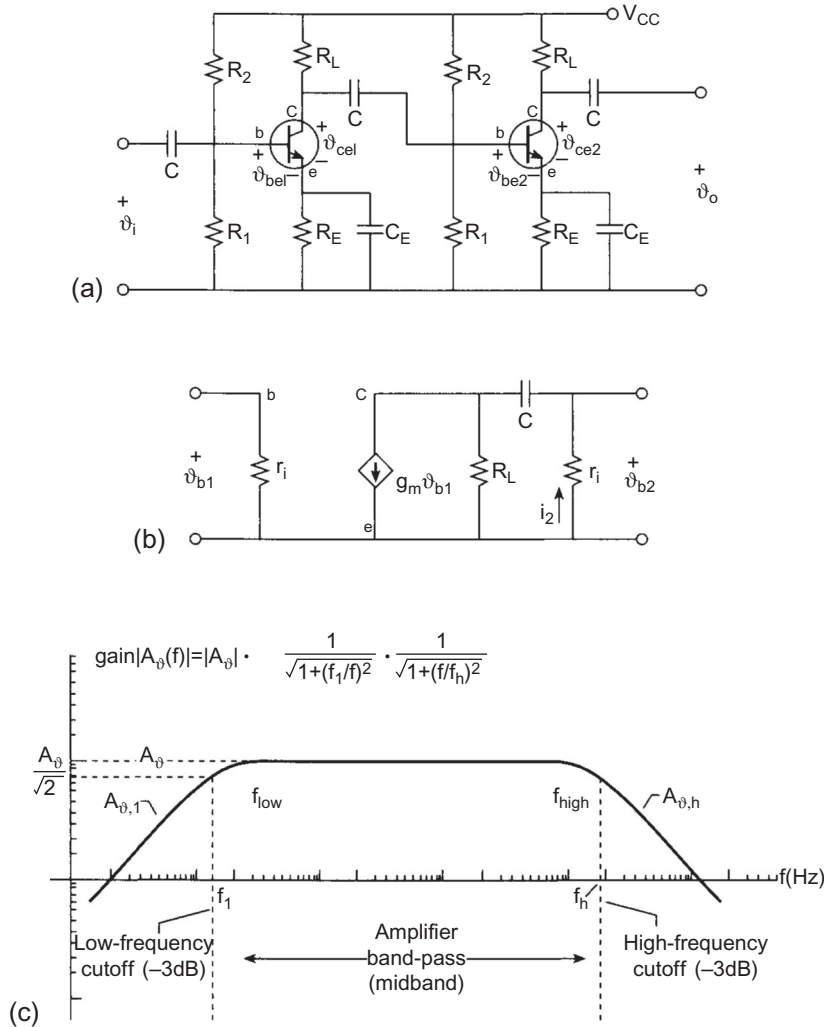 V_CC
R_2
R_L
R_2
R_L
C
C
C
C
b
+
ϑ_cel
−
b
+
ϑ_ce2
−
C
+
ϑ_bel
−
e
+
ϑ_be2
−
e
+
ϑ_i
+
ϑ_o
R_1
R_E
C_E
R_1
R_E
C_E
(a)
b
C
C
+
ϑ_b1
r_i
g_mϑ_b1
R_L
r_i
+
ϑ_b2
i_2
e
(b)
gain|A_ϑ(f)|=|A_ϑ| · 1/√1+(f_1/f)² · 1/√1+(f/f_h)²
A_ϑ/√2
A_ϑ
A_ϑ,1
f_low
f_high
A_ϑ,h
f(Hz)
f_1
f_h
Low-frequency
cutoff (–3dB)
Amplifier
band-pass
(midband)
High-frequency
cutoff (–3dB)
(c)